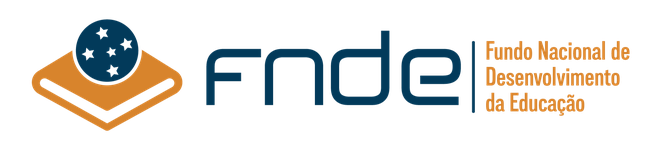 fnde
Fundo Nacional de
Desenvolvimento
da Educação